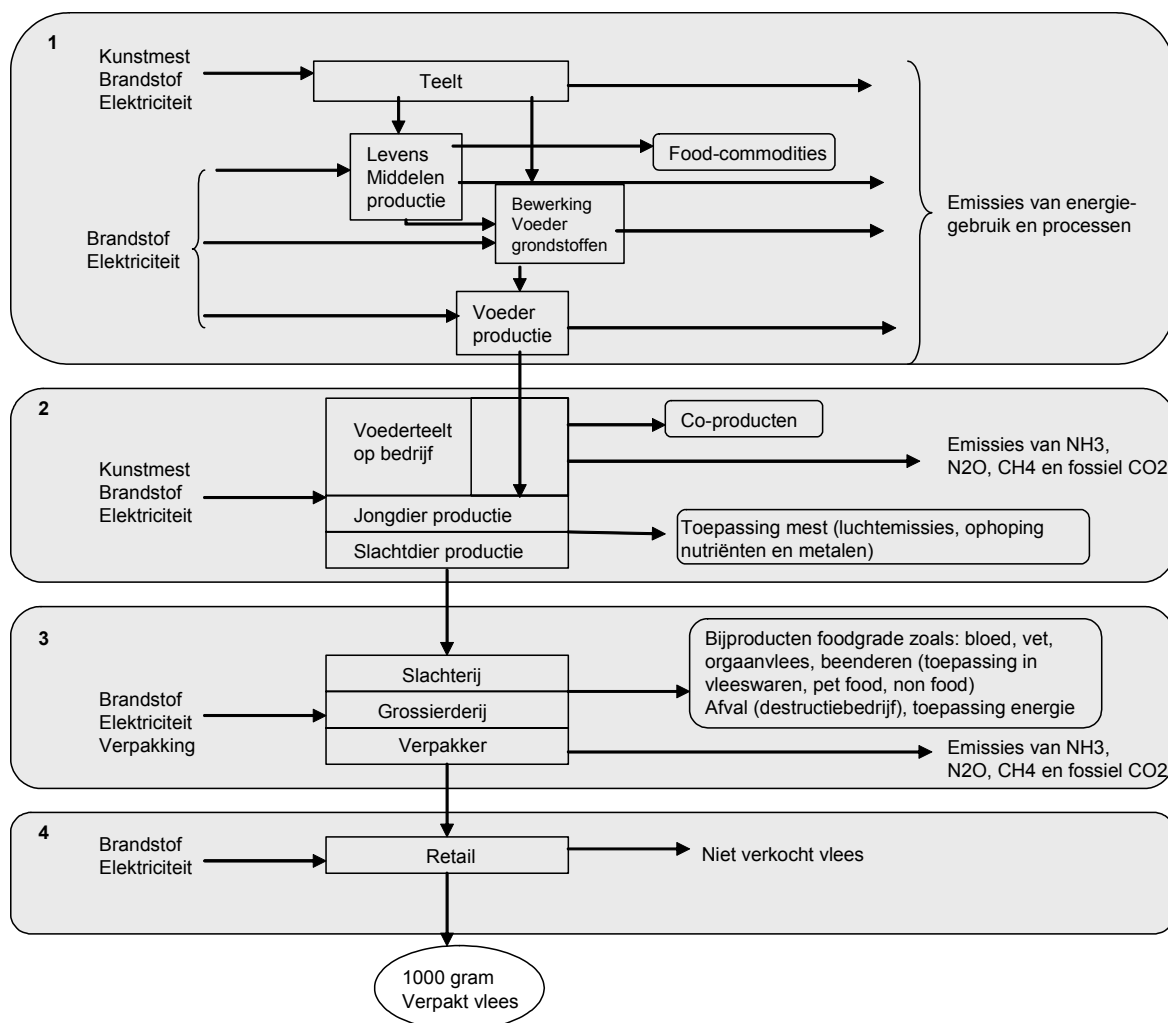 1
Kunstmest
Brandstof
Elektriciteit
Teelt
Levens
Middelen
productie
Food-commodities
Bewerking
Voeder
grondstoffen
Brandstof
Elektriciteit
Voeder
productie
Emissies van energie-
gebruik en processen
2
Voederteelt
op bedrijf
Co-producten
Emissies van NH3,
N2O, CH4 en fossiel CO2
Kunstmest
Brandstof
Elektriciteit
Jongdier productie
Slachtdier productie
Toepassing mest (luchtemissies, ophoping
nutriënten en metalen)
3
Brandstof
Elektriciteit
Verpakking
Slachterij
Grossierderij
Verpakker
Bijproducten foodgrade zoals: bloed, vet,
orgaanvlees, beenderen (toepassing in
vleeswaren, pet food, non food)
Afval (destructiebedrijf), toepassing energie
Emissies van NH3,
N2O, CH4 en fossiel CO2
4
Brandstof
Elektriciteit
Retail
Niet verkocht vlees
1000 gram
Verpakt vlees